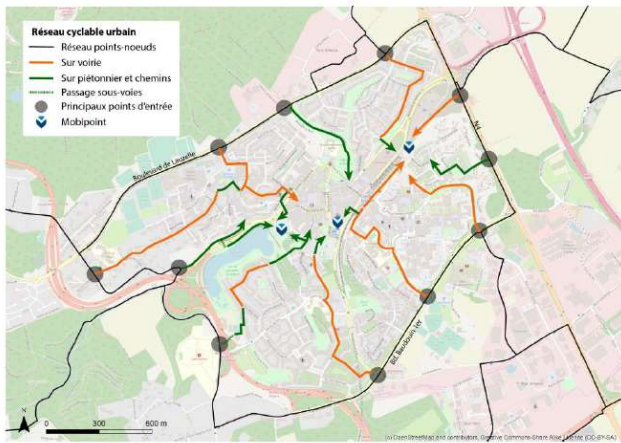 Réseau cyclable urbain
Réseau points-noeuds
Sur voirie
Sur piétonnier et chemins
Passage sous-voies
Principaux points d'entrée
Mobipoint
N4
Boulevard de Lauzelle
Bd. Baudouin Ier
N
0 300 600 m
(c) OpenStreetMap and contributors, Creative Commons-Share Alike License (CC-BY-SA)